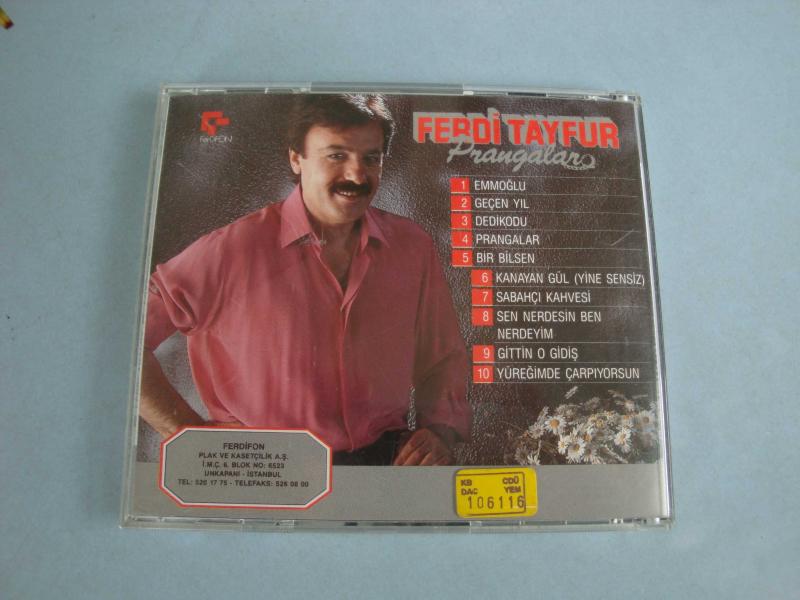 FerdiFON
FERDİ TAYFUR
Prangalar
1 EMMOĞLU
2 GEÇEN YIL
3 DEDİKODU
4 PRANGALAR
5 BİR BİLSEN
6 KANAYAN GÜL (YİNE SENSİZ)
7 SABAHÇI KAHVESİ
8 SEN NERDESİN BEN
NERDEYİM
9 GİTTİN O GİDİŞ
10 YÜREĞİMDE ÇARPIYORSUN
FERDİFON
PLAK VE KASETÇİLİK A.Ş.
İ.M.Ç. 6. BLOK NO: 6523
UNKAPANI - İSTANBUL
TEL: 520 17 75 - TELEFAKS: 526 08 00
KB CDÜ
DAÇ YEM
106116